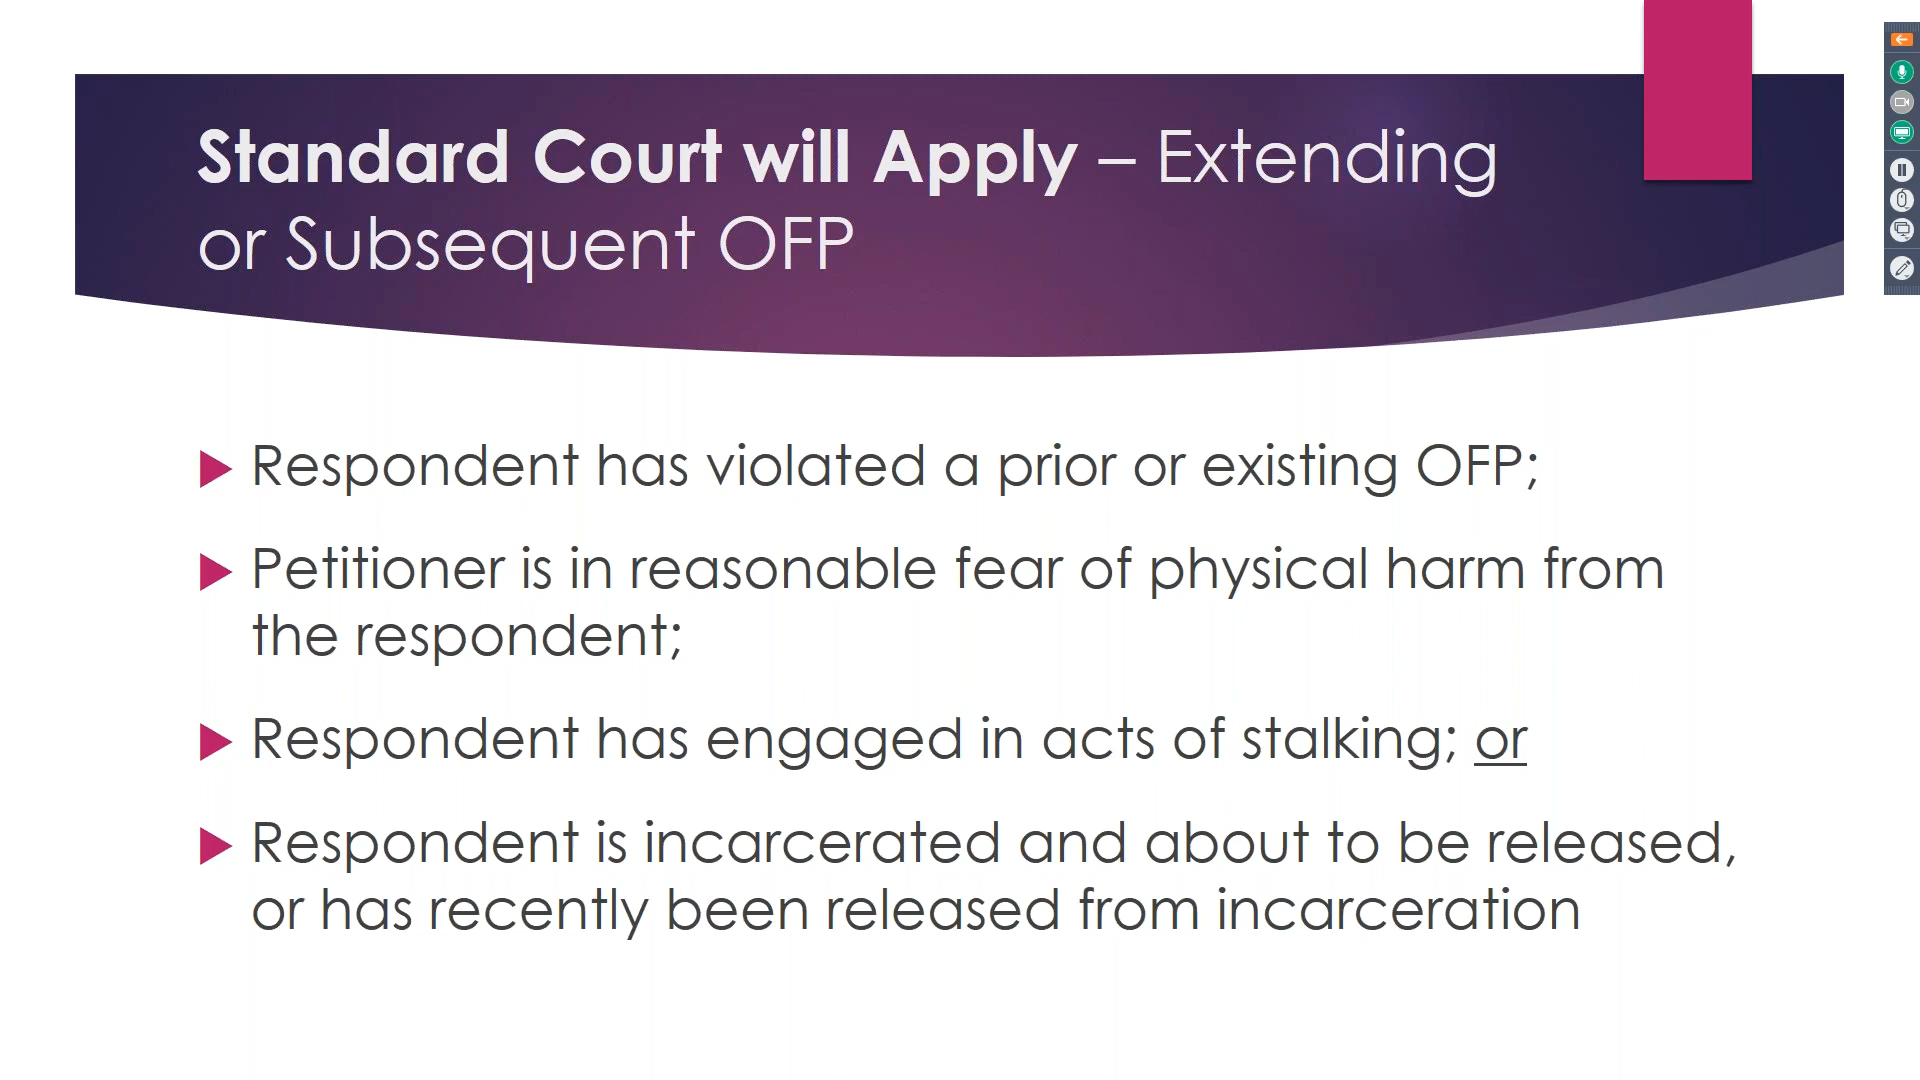 Standard Court will Apply – Extending
or Subsequent OFP
Respondent has violated a prior or existing OFP;
Petitioner is in reasonable fear of physical harm from
the respondent;
Respondent has engaged in acts of stalking; or
Respondent is incarcerated and about to be released,
or has recently been released from incarceration